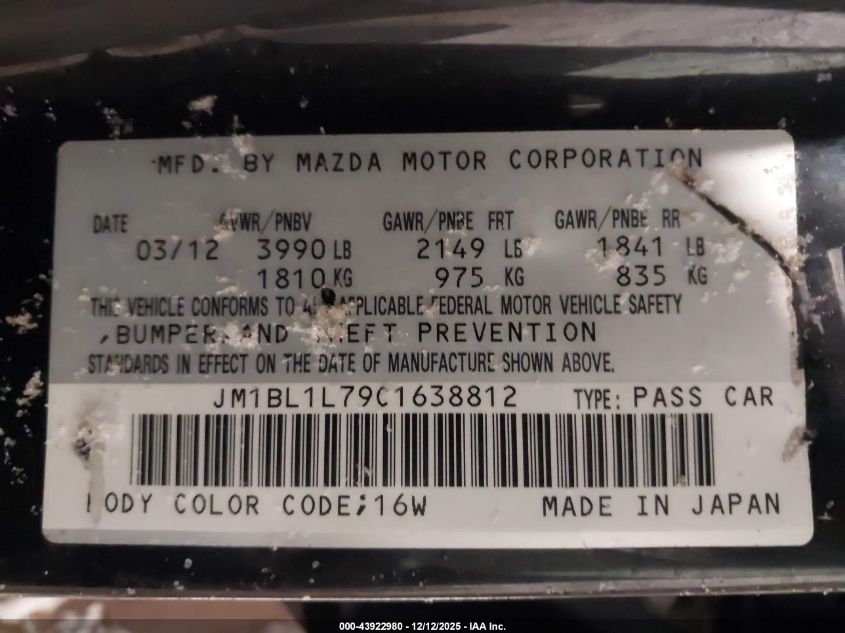 MFD. BY MAZDA MOTOR CORPORATION
DATE GVWR/PNBV GAWR/PNBE FRT GAWR/PNBE RR
03/12 3990 LB 2149 LB 1841 LB
1810 KG 975 KG 835 KG
THIS VEHICLE CONFORMS TO ALL APPLICABLE FEDERAL MOTOR VEHICLE SAFETY
,BUMPER, AND THEFT PREVENTION
STANDARDS IN EFFECT ON THE DATE OF MANUFACTURE SHOWN ABOVE.
JM1BL1L79C1638812 TYPE: PASS CAR
BODY COLOR CODE;16W MADE IN JAPAN
000-43922980 - 12/12/2025 - IAA Inc.